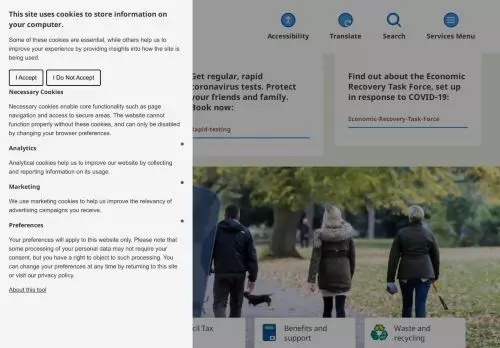 This site uses cookies to store information on
your computer.
Some of these cookies are essential, while others help us to
improve your experience by providing insights into how the site is
being used.
I Accept
I Do Not Accept
Necessary Cookies
Necessary cookies enable core functionality such as page
navigation and access to secure areas. The website cannot
function properly without these cookies, and can only be disabled
by changing your browser preferences.
Analytics
Analytical cookies help us to improve our website by collecting
and reporting information on its usage.
Marketing
We use marketing cookies to help us improve the relevancy of
advertising campaigns you receive.
Preferences
Your preferences will apply to this website only. Please note that
some processing of your personal data may not require your
consent, but you have a right to object to such processing. You
can change your preferences at any time by returning to this site
or visit our privacy policy.
About this tool
Accessibility
Translate
Search
Services Menu
Get regular, rapid
coronavirus tests. Protect
your friends and family.
Book now:
Rapid-testing
Find out about the Economic
Recovery Task Force, set up
in response to COVID-19:
Economic-Recovery-Task-Force
cil Tax
Benefits and
support
Waste and
recycling